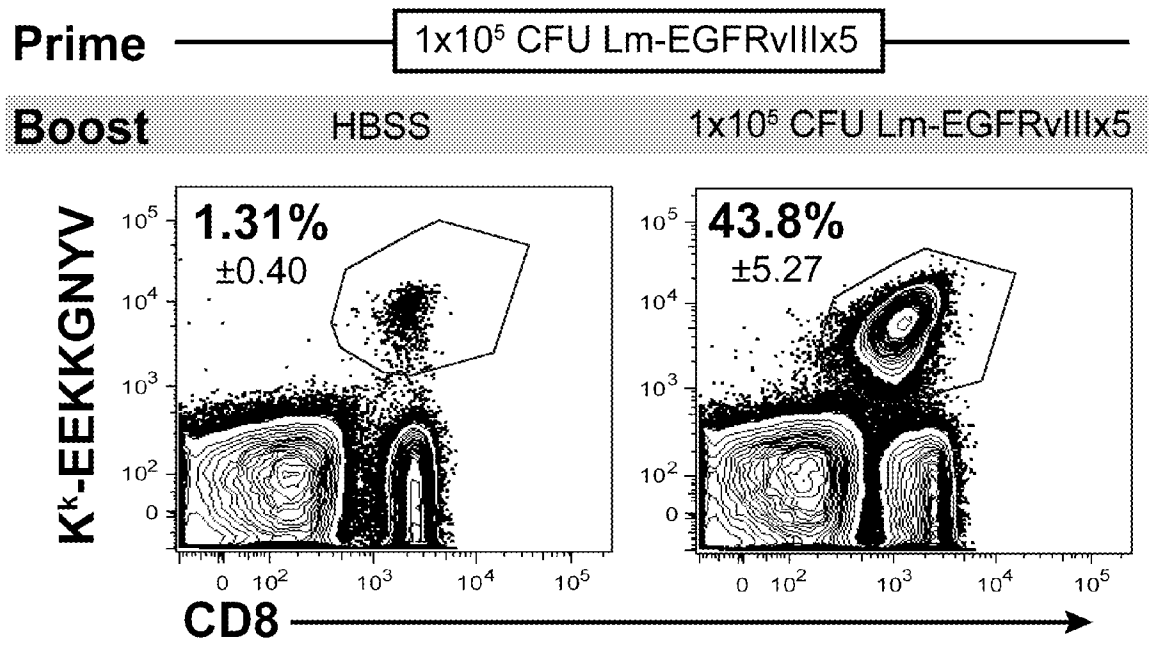 Prime 1x10⁵ CFU Lm-EGFRvIIIx5
Boost HBSS 1x10⁵ CFU Lm-EGFRvIIIx5
Kᵏ-EEKKGNYV
1.31%
±0.40
10⁵
10⁴
10³
10²
0
0 10² 10³ 10⁴ 10⁵
43.8%
±5.27
10⁵
10⁴
10³
10²
0
0 10² 10³ 10⁴ 10⁵
CD8